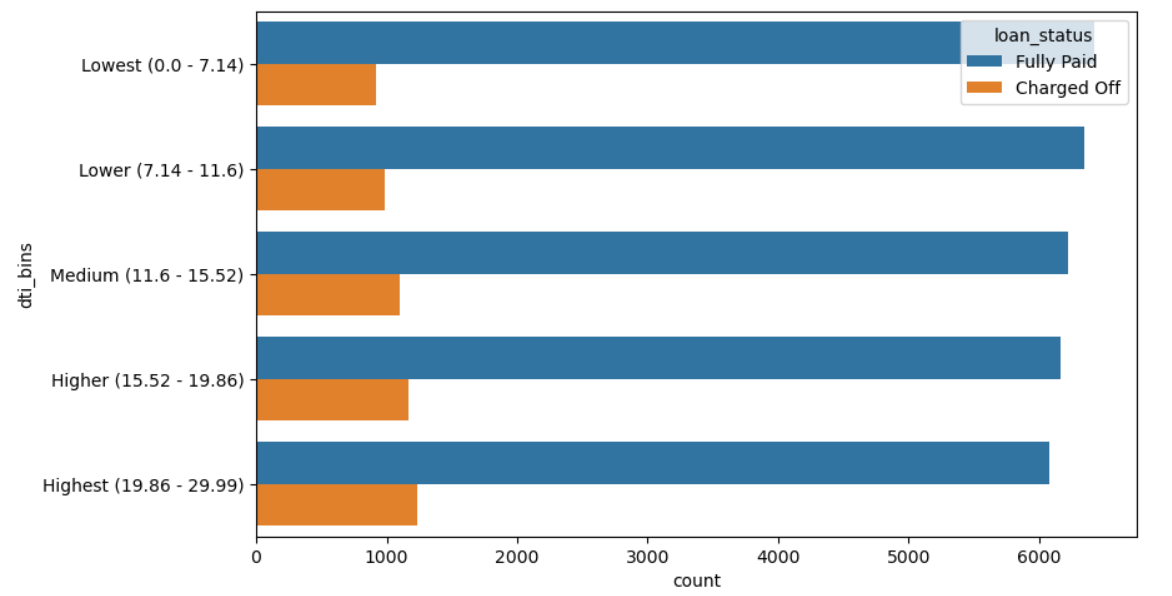 loan_status
Fully Paid
Charged Off
Lowest (0.0 - 7.14)
Lower (7.14 - 11.6)
Medium (11.6 - 15.52)
Higher (15.52 - 19.86)
Highest (19.86 - 29.99)
dti_bins
0 1000 2000 3000 4000 5000 6000
count